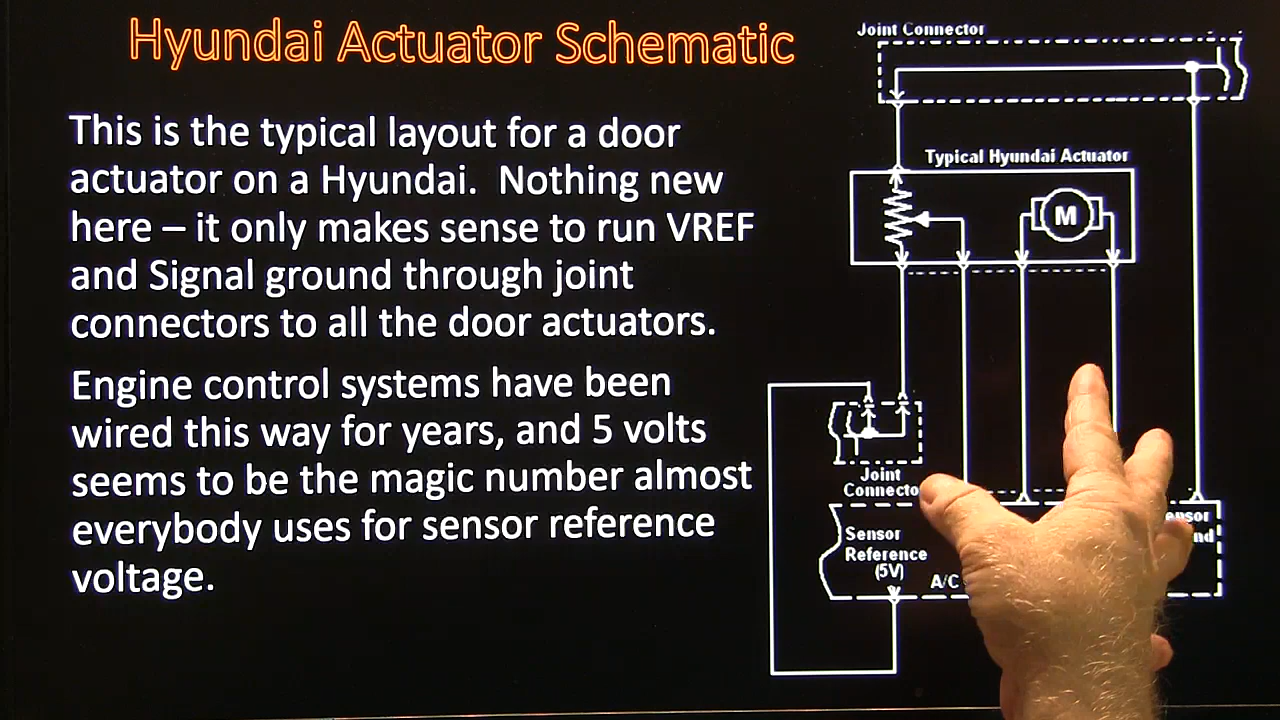 Hyundai Actuator Schematic
This is the typical layout for a door
actuator on a Hyundai. Nothing new
here – it only makes sense to run VREF
and Signal ground through joint
connectors to all the door actuators.
Engine control systems have been
wired this way for years, and 5 volts
seems to be the magic number almost
everybody uses for sensor reference
voltage.
Joint Connector
Typical Hyundai Actuator
M
Joint
Sensor
Reference
(5V)
A/C